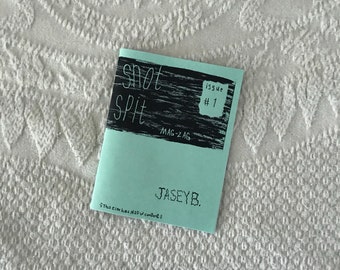 snot
issue
#1
spit
MAG-ZAG
JASEY B.